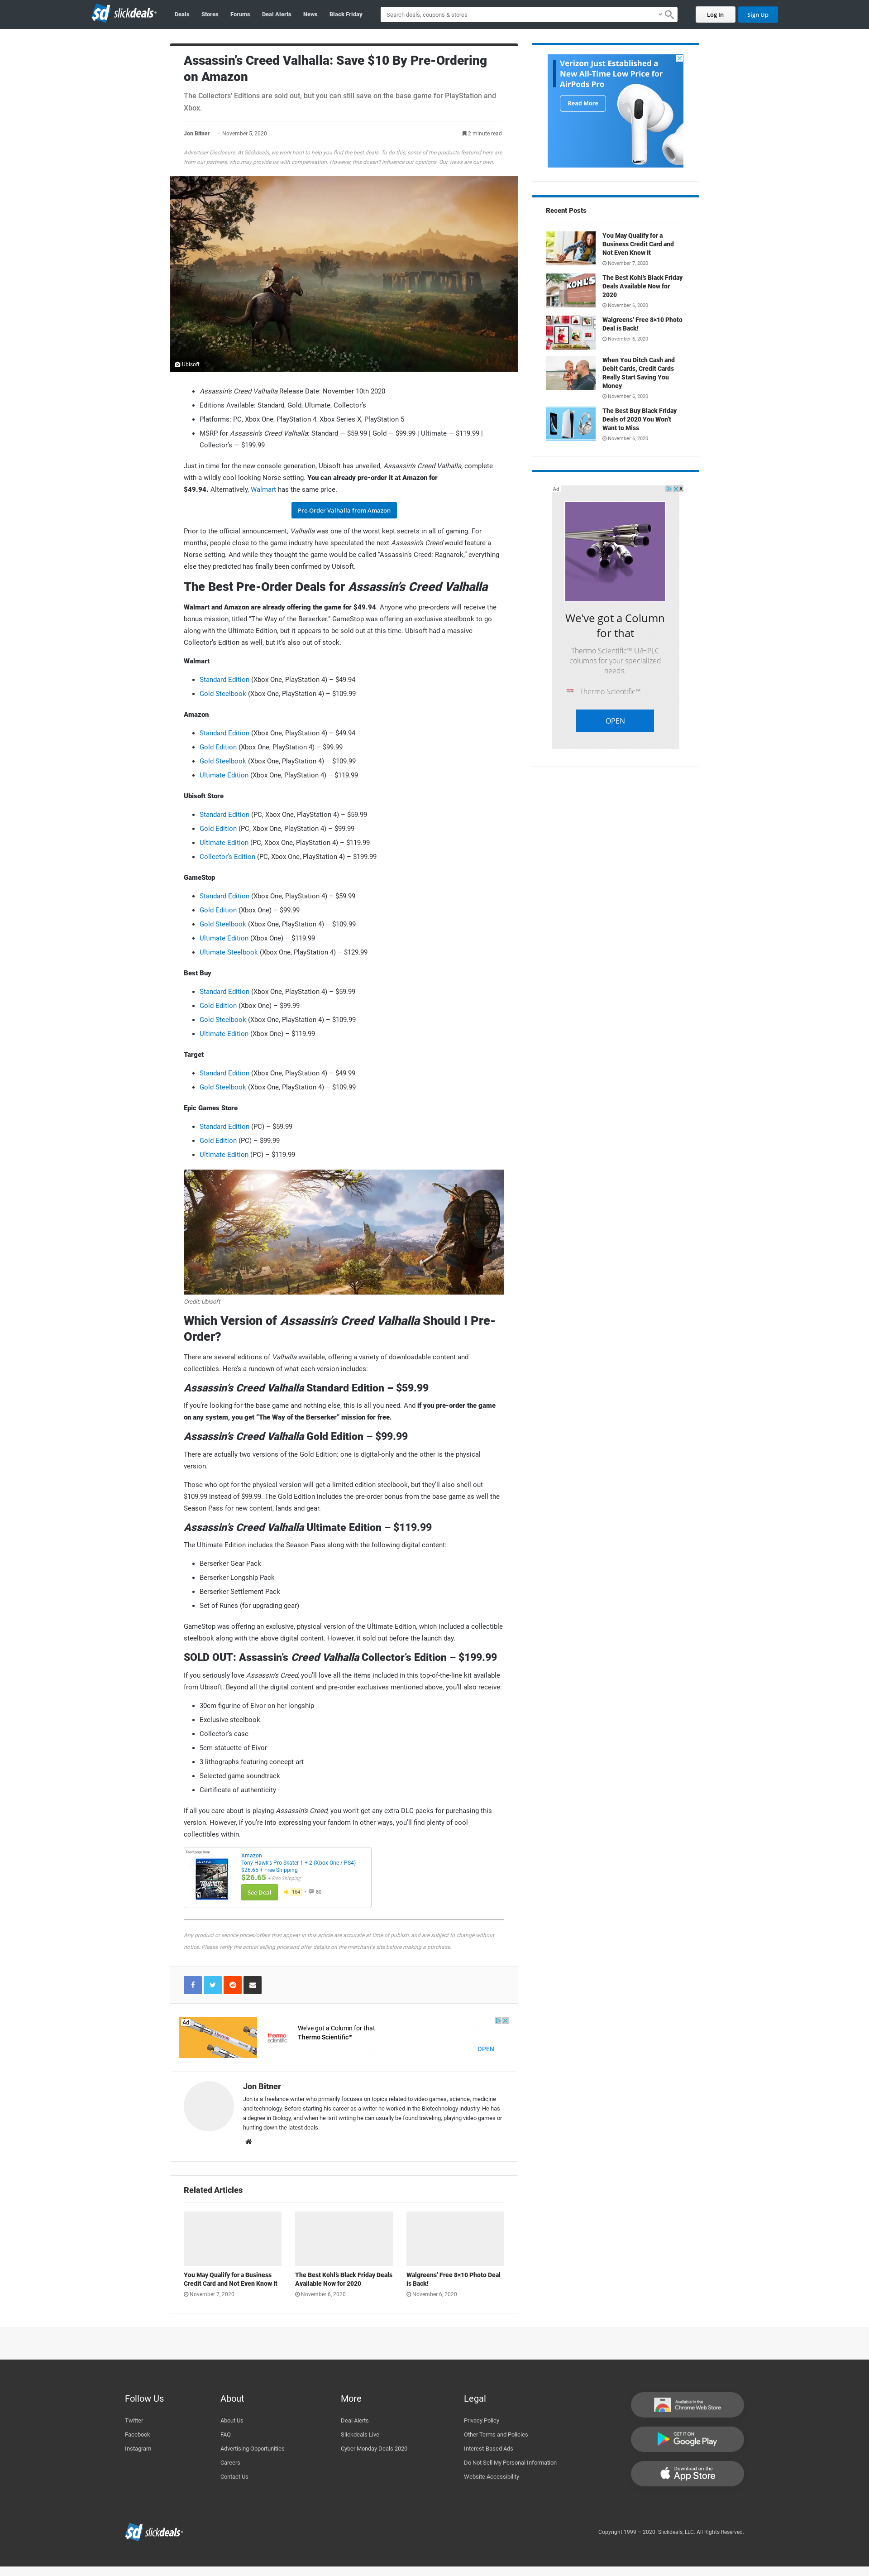 slickdeals
Deals Stores Forums Deal Alerts News Black Friday
Search deals, coupons & stores
Log In Sign Up
Assassin's Creed Valhalla: Save $10 By Pre-Ordering
on Amazon
The Collectors' Editions are sold out, but you can still save on the base game for PlayStation and
Xbox.
Jon Bitner · November 5, 2020 2 minute read
Advertiser Disclosure: At Slickdeals, we work hard to help you find the best deals. To do this, some of the products featured here are
from our partners, who may provide us with compensation. However, this doesn't influence our opinions. Our views are our own.
Ubisoft
• Assassin's Creed Valhalla Release Date: November 10th 2020
• Editions Available: Standard, Gold, Ultimate, Collector's
• Platforms: PC, Xbox One, PlayStation 4, Xbox Series X, PlayStation 5
• MSRP for Assassin's Creed Valhalla: Standard — $59.99 | Gold — $99.99 | Ultimate — $119.99 |
Collector's — $199.99
Just in time for the new console generation, Ubisoft has unveiled, Assassin's Creed Valhalla, complete
with a wildly cool looking Norse setting. You can already pre-order it at Amazon for
$49.94. Alternatively, Walmart has the same price.
Pre-Order Valhalla from Amazon
Prior to the official announcement, Valhalla was one of the worst kept secrets in all of gaming. For
months, people close to the game industry have speculated the next Assassin's Creed would feature a
Norse setting. And while they thought the game would be called "Assassin's Creed: Ragnarok," everything
else they predicted has finally been confirmed by Ubisoft.
The Best Pre-Order Deals for Assassin's Creed Valhalla
Walmart and Amazon are already offering the game for $49.94. Anyone who pre-orders will receive the
bonus mission, titled "The Way of the Berserker." GameStop was offering an exclusive steelbook to go
along with the Ultimate Edition, but it appears to be sold out at this time. Ubisoft had a massive
Collector's Edition as well, but it's also out of stock.
Walmart
• Standard Edition (Xbox One, PlayStation 4) – $49.94
• Gold Steelbook (Xbox One, PlayStation 4) – $109.99
Amazon
• Standard Edition (Xbox One, PlayStation 4) – $49.94
• Gold Edition (Xbox One, PlayStation 4) – $99.99
• Gold Steelbook (Xbox One, PlayStation 4) – $109.99
• Ultimate Edition (Xbox One, PlayStation 4) – $119.99
Ubisoft Store
• Standard Edition (PC, Xbox One, PlayStation 4) – $59.99
• Gold Edition (PC, Xbox One, PlayStation 4) – $99.99
• Ultimate Edition (PC, Xbox One, PlayStation 4) – $119.99
• Collector's Edition (PC, Xbox One, PlayStation 4) – $199.99
GameStop
• Standard Edition (Xbox One, PlayStation 4) – $59.99
• Gold Edition (Xbox One) – $99.99
• Gold Steelbook (Xbox One, PlayStation 4) – $109.99
• Ultimate Edition (Xbox One) – $119.99
• Ultimate Steelbook (Xbox One, PlayStation 4) – $129.99
Best Buy
• Standard Edition (Xbox One, PlayStation 4) – $59.99
• Gold Edition (Xbox One) – $99.99
• Gold Steelbook (Xbox One, PlayStation 4) – $109.99
• Ultimate Edition (Xbox One) – $119.99
Target
• Standard Edition (Xbox One, PlayStation 4) – $49.99
• Gold Steelbook (Xbox One, PlayStation 4) – $109.99
Epic Games Store
• Standard Edition (PC) – $59.99
• Gold Edition (PC) – $99.99
• Ultimate Edition (PC) – $119.99
Credit: Ubisoft
Which Version of Assassin's Creed Valhalla Should I Pre-
Order?
There are several editions of Valhalla available, offering a variety of downloadable content and
collectibles. Here's a rundown of what each version includes:
Assassin's Creed Valhalla Standard Edition – $59.99
If you're looking for the base game and nothing else, this is all you need. And if you pre-order the game
on any system, you get "The Way of the Berserker" mission for free.
Assassin's Creed Valhalla Gold Edition – $99.99
There are actually two versions of the Gold Edition: one is digital-only and the other is the physical
version.
Those who opt for the physical version will get a limited edition steelbook, but they'll also shell out
$109.99 instead of $99.99. The Gold Edition includes the pre-order bonus from the base game as well the
Season Pass for new content, lands and gear.
Assassin's Creed Valhalla Ultimate Edition – $119.99
The Ultimate Edition includes the Season Pass along with the following digital content:
• Berserker Gear Pack
• Berserker Longship Pack
• Berserker Settlement Pack
• Set of Runes (for upgrading gear)
GameStop was offering an exclusive, physical version of the Ultimate Edition, which included a collectible
steelbook along with the above digital content. However, it sold out before the launch day.
SOLD OUT: Assassin's Creed Valhalla Collector's Edition – $199.99
If you seriously love Assassin's Creed, you'll love all the items included in this top-of-the-line kit available
from Ubisoft. Beyond all the digital content and pre-order exclusives mentioned above, you'll also receive:
• 30cm figurine of Eivor on her longship
• Exclusive steelbook
• Collector's case
• 5cm statuette of Eivor
• 3 lithographs featuring concept art
• Selected game soundtrack
• Certificate of authenticity
If all you care about is playing Assassin's Creed, you won't get any extra DLC packs for purchasing this
version. However, if you're into expressing your fandom in other ways, you'll find plenty of cool
collectibles within.
Frontpage Deal
Amazon
Tony Hawk's Pro Skater 1 + 2 (Xbox One / PS4)
$26.65 + Free Shipping
$26.65 + Free Shipping
See Deal 164 80
Any product or service prices/offers that appear in this article are accurate at time of publish, and are subject to change without
notice. Please verify the actual selling price and offer details on the merchant's site before making a purchase.
Ad
thermo
scientific
We've got a Column for that
Thermo Scientific™
OPEN
Jon Bitner
Jon is a freelance writer who primarily focuses on topics related to video games, science, medicine
and technology. Before starting his career as a writer he worked in the Biotechnology industry. He has
a degree in Biology, and when he isn't writing he can usually be found traveling, playing video games or
hunting down the latest deals.
Related Articles
You May Qualify for a Business
Credit Card and Not Even Know It
November 7, 2020
The Best Kohl's Black Friday Deals
Available Now for 2020
November 6, 2020
Walgreens' Free 8×10 Photo Deal
is Back!
November 6, 2020
Verizon Just Established a
New All-Time Low Price for
AirPods Pro
Read More
Recent Posts
You May Qualify for a
Business Credit Card and
Not Even Know It
November 7, 2020
KOHL'S
The Best Kohl's Black Friday
Deals Available Now for
2020
November 6, 2020
Walgreens' Free 8×10 Photo
Deal is Back!
November 6, 2020
When You Ditch Cash and
Debit Cards, Credit Cards
Really Start Saving You
Money
November 6, 2020
The Best Buy Black Friday
Deals of 2020 You Won't
Want to Miss
November 6, 2020
Ad
We've got a Column
for that
Thermo Scientific™ U/HPLC
columns for your specialized
needs.
Thermo Scientific™
OPEN
Follow Us
Twitter
Facebook
Instagram
About
About Us
FAQ
Advertising Opportunities
Careers
Contact Us
More
Deal Alerts
Slickdeals Live
Cyber Monday Deals 2020
Legal
Privacy Policy
Other Terms and Policies
Interest-Based Ads
Do Not Sell My Personal Information
Website Accessibility
Available in the
Chrome Web Store
GET IT ON
Google Play
Download on the
App Store
slickdeals
Copyright 1999 – 2020. Slickdeals, LLC. All Rights Reserved.